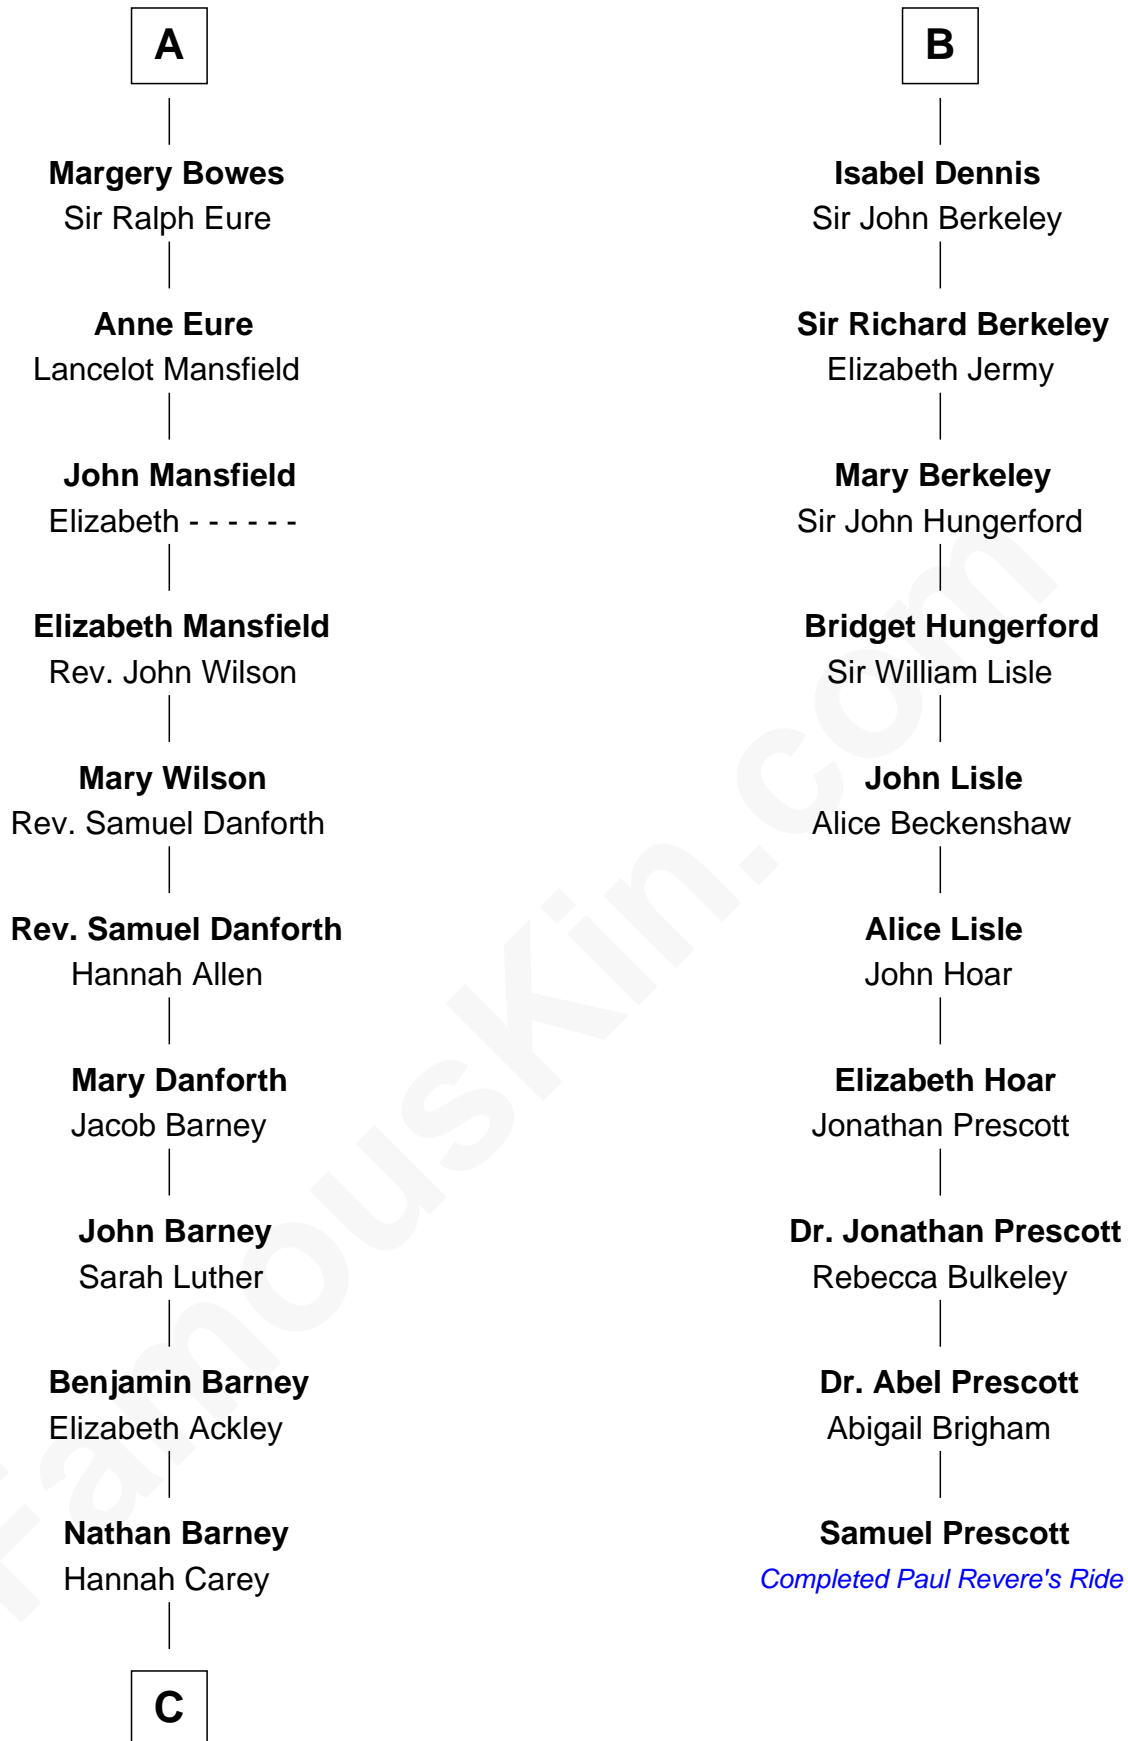 A
Margery Bowes
Sir Ralph Eure
Anne Eure
Lancelot Mansfield
John Mansfield
Elizabeth - - - - - -
Elizabeth Mansfield
Rev. John Wilson
Mary Wilson
Rev. Samuel Danforth
Rev. Samuel Danforth
Hannah Allen
Mary Danforth
Jacob Barney
John Barney
Sarah Luther
Benjamin Barney
Elizabeth Ackley
Nathan Barney
Hannah Carey
C
B
Isabel Dennis
Sir John Berkeley
Sir Richard Berkeley
Elizabeth Jermy
Mary Berkeley
Sir John Hungerford
Bridget Hungerford
Sir William Lisle
John Lisle
Alice Beckenshaw
Alice Lisle
John Hoar
Elizabeth Hoar
Jonathan Prescott
Dr. Jonathan Prescott
Rebecca Bulkeley
Dr. Abel Prescott
Abigail Brigham
Samuel Prescott
Completed Paul Revere's Ride
FamousKin.com